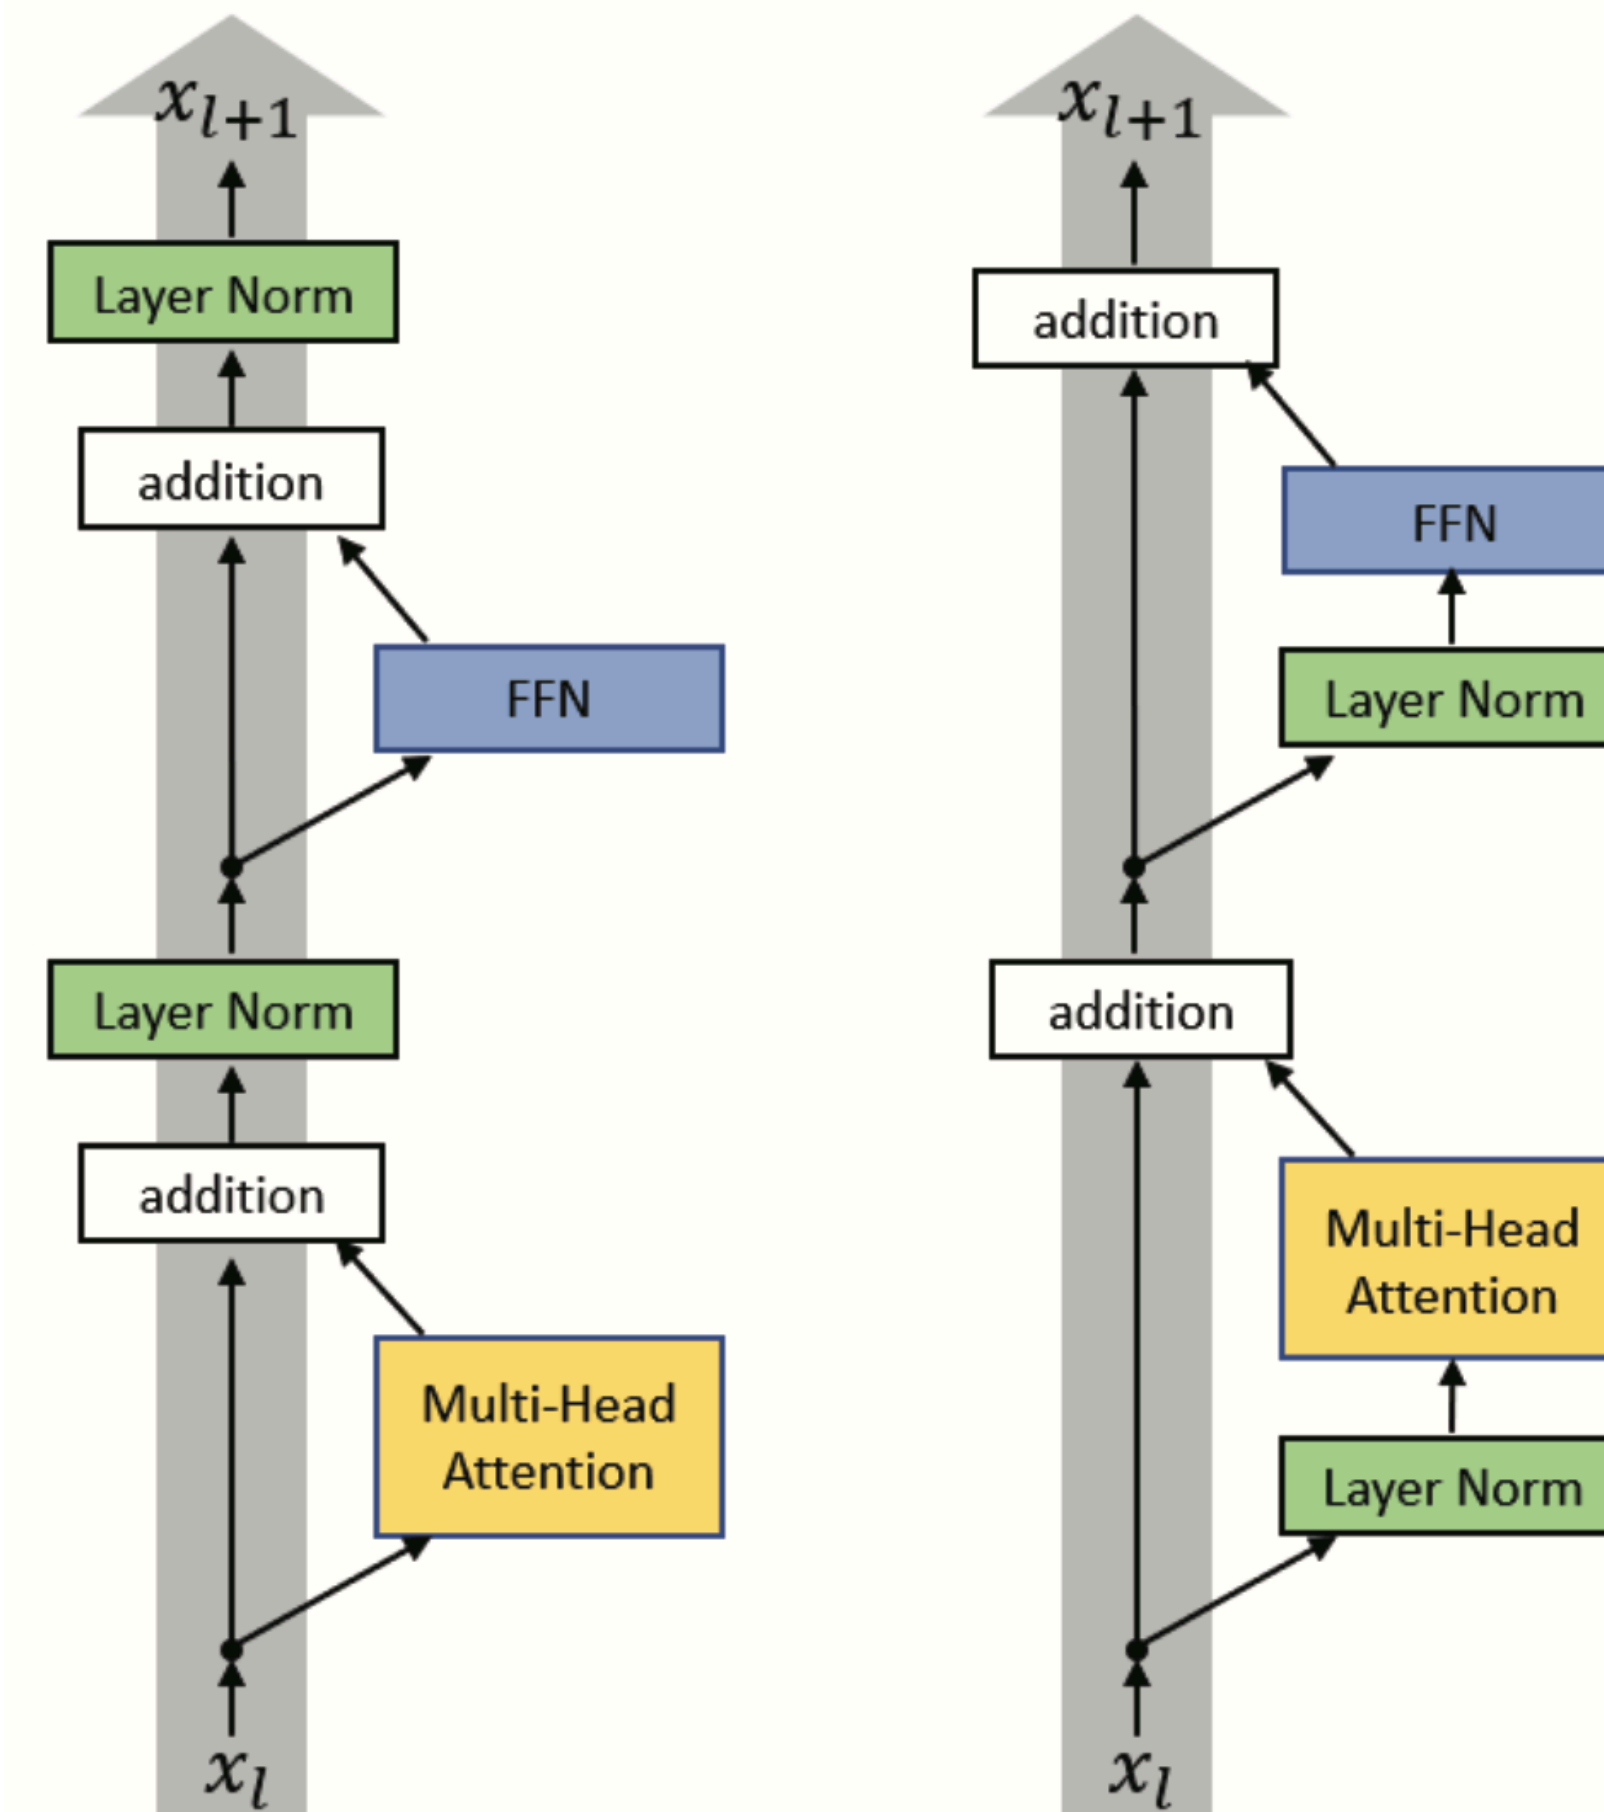 x_{l+1}
Layer Norm
addition
FFN
Layer Norm
addition
Multi-Head
Attention
x_l
x_{l+1}
addition
FFN
Layer Norm
addition
Multi-Head
Attention
Layer Norm
x_l